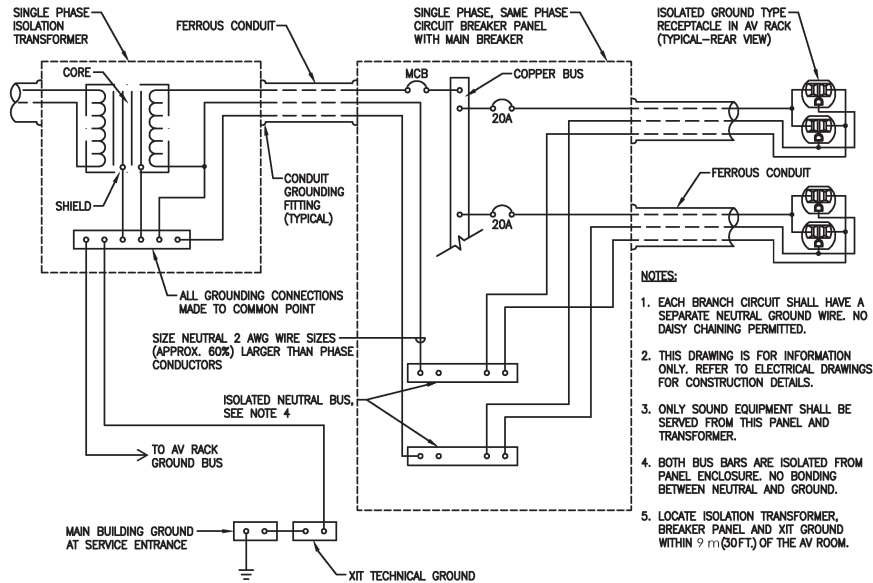 SINGLE PHASE
ISOLATION
TRANSFORMER
FERROUS CONDUIT
SINGLE PHASE, SAME PHASE
CIRCUIT BREAKER PANEL
WITH MAIN BREAKER
ISOLATED GROUND TYPE
RECEPTACLE IN AV RACK
(TYPICAL-REAR VIEW)
CORE
MCB
COPPER BUS
20A
SHIELD
CONDUIT
GROUNDING
FITTING
(TYPICAL)
FERROUS CONDUIT
20A
ALL GROUNDING CONNECTIONS
MADE TO COMMON POINT
SIZE NEUTRAL 2 AWG WIRE SIZES
(APPROX. 60%) LARGER THAN PHASE
CONDUCTORS
ISOLATED NEUTRAL BUS,
SEE NOTE 4
TO AV RACK
GROUND BUS
MAIN BUILDING GROUND
AT SERVICE ENTRANCE
XIT TECHNICAL GROUND
NOTES:
1. EACH BRANCH CIRCUIT SHALL HAVE A
SEPARATE NEUTRAL GROUND WIRE. NO
DAISY CHAINING PERMITTED.
2. THIS DRAWING IS FOR INFORMATION
ONLY. REFER TO ELECTRICAL DRAWINGS
FOR CONSTRUCTION DETAILS.
3. ONLY SOUND EQUIPMENT SHALL BE
SERVED FROM THIS PANEL AND
TRANSFORMER.
4. BOTH BUS BARS ARE ISOLATED FROM
PANEL ENCLOSURE. NO BONDING
BETWEEN NEUTRAL AND GROUND.
5. LOCATE ISOLATION TRANSFORMER,
BREAKER PANEL AND XIT GROUND
WITHIN 9 m (30 FT.) OF THE AV ROOM.